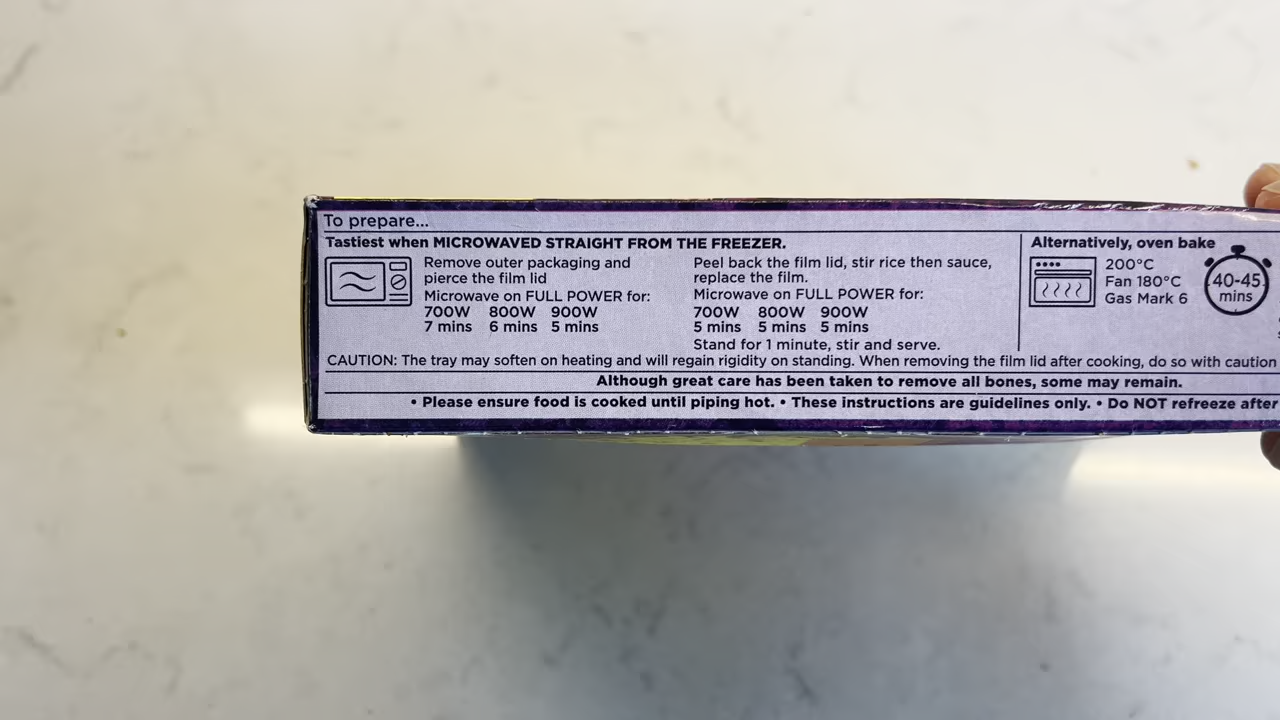 To prepare...
Tastiest when MICROWAVED STRAIGHT FROM THE FREEZER.
Remove outer packaging and
pierce the film lid
Microwave on FULL POWER for:
700W 800W 900W
7 mins 6 mins 5 mins
Peel back the film lid, stir rice then sauce,
replace the film.
Microwave on FULL POWER for:
700W 800W 900W
5 mins 5 mins 5 mins
Stand for 1 minute, stir and serve.
Alternatively, oven bake
200°C
Fan 180°C
Gas Mark 6
40-45
mins
CAUTION: The tray may soften on heating and will regain rigidity on standing. When removing the film lid after cooking, do so with caution
Although great care has been taken to remove all bones, some may remain.
• Please ensure food is cooked until piping hot. • These instructions are guidelines only. • Do NOT refreeze after